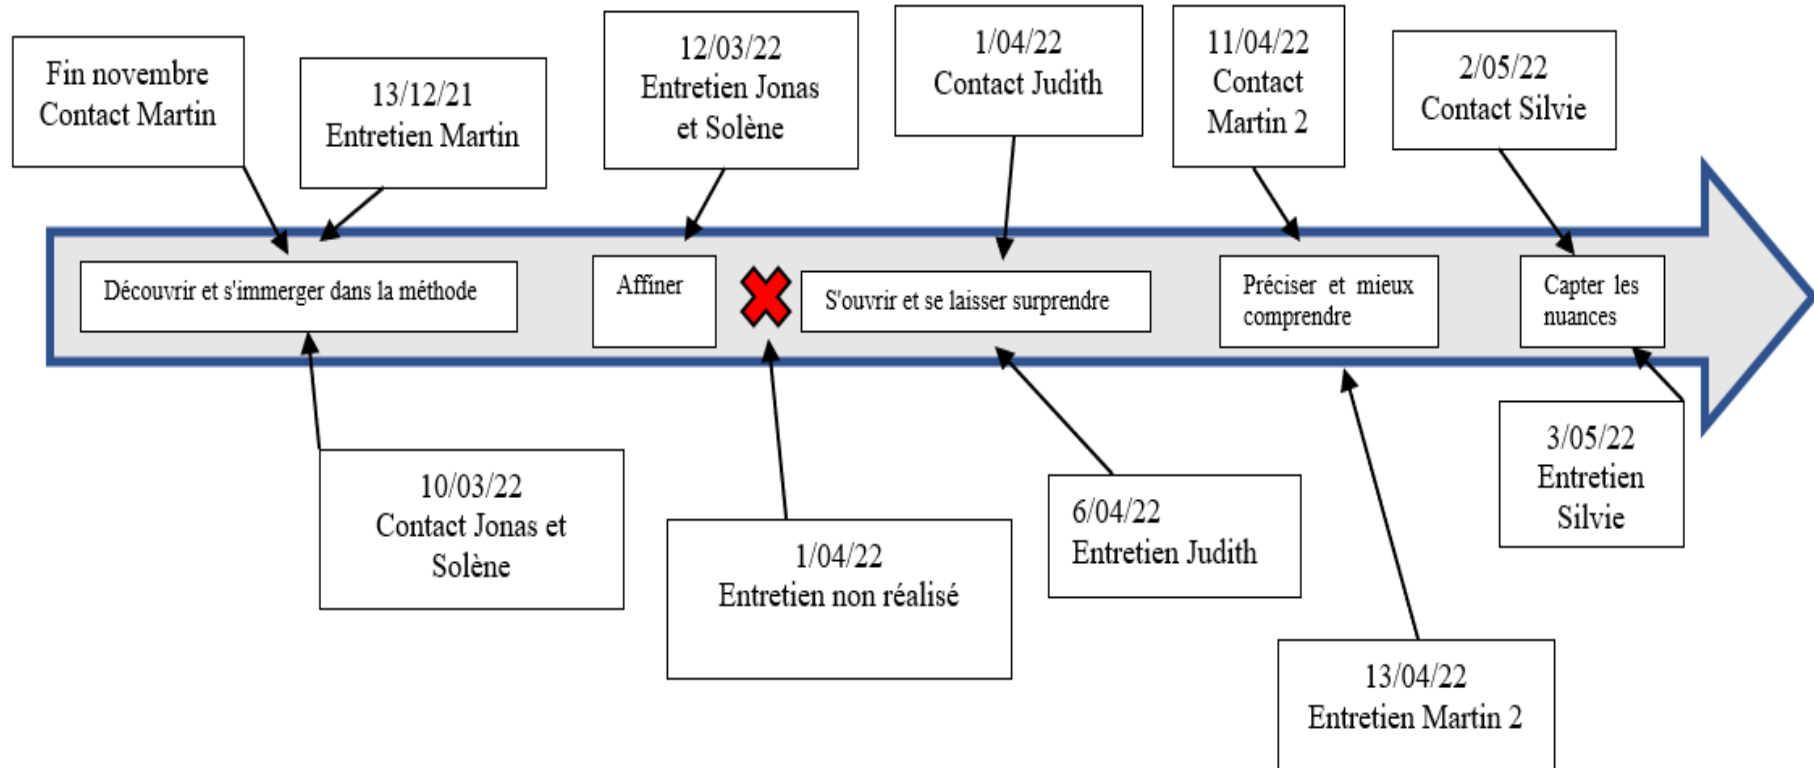 Fin novembre
Contact Martin
13/12/21
Entretien Martin
12/03/22
Entretien Jonas
et Solène
1/04/22
Contact Judith
11/04/22
Contact
Martin 2
2/05/22
Contact Silvie
Découvrir et s'immerger dans la méthode
Affiner
S'ouvrir et se laisser surprendre
Préciser et mieux
comprendre
Capter les
nuances
10/03/22
Contact Jonas et
Solène
1/04/22
Entretien non réalisé
6/04/22
Entretien Judith
13/04/22
Entretien Martin 2
3/05/22
Entretien
Silvie